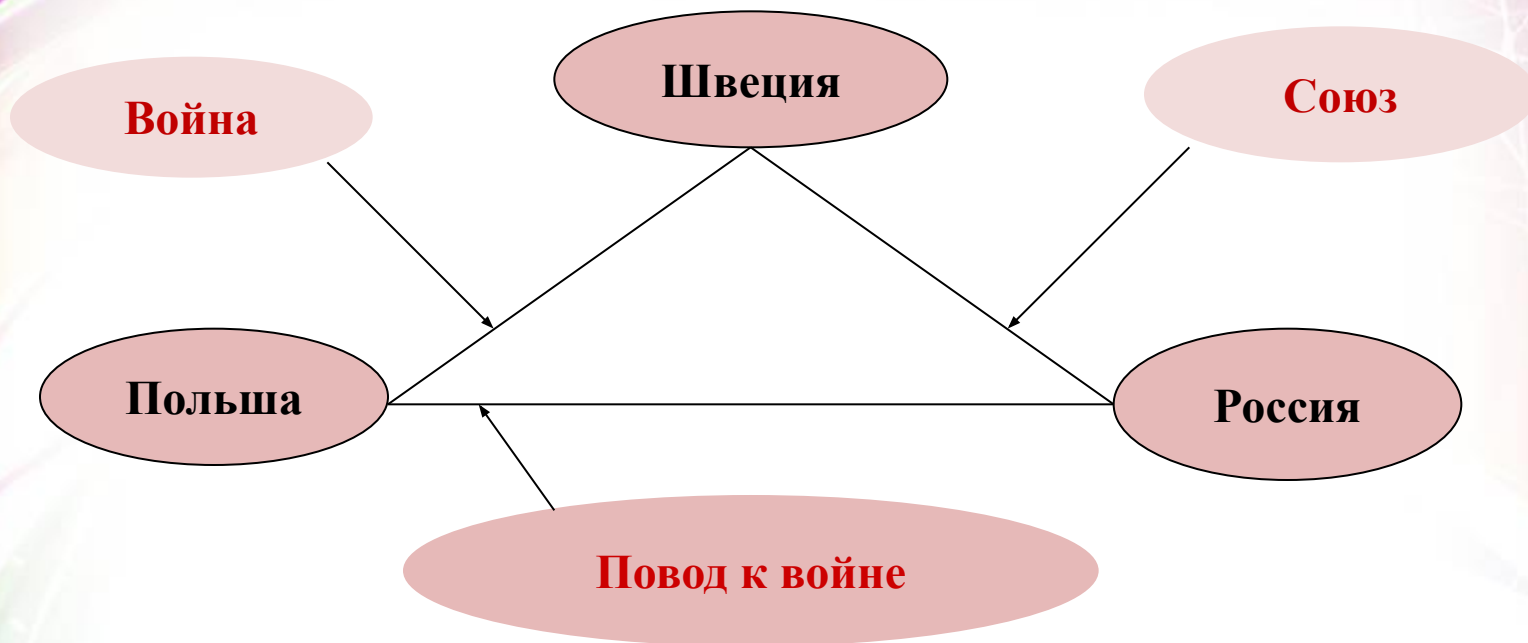 Швеция
Война
Союз
Польша
Россия
Повод к войне